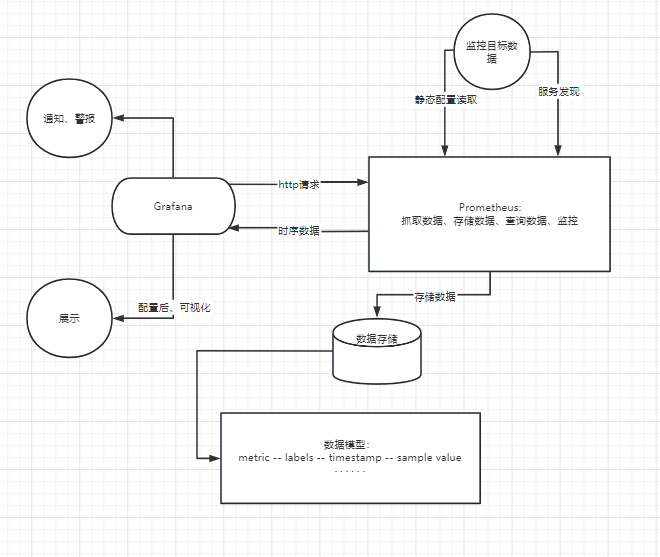 监控目标数
据
静态配置读取
服务发现
通知、警报
http请求
Grafana
Prometheus:
抓取数据、存储数据、查询数据、监控
时序数据
存储数据
配置后、可视化
展示
数据存储
数据模型：
metric -- labels -- timestamp -- sample value
······